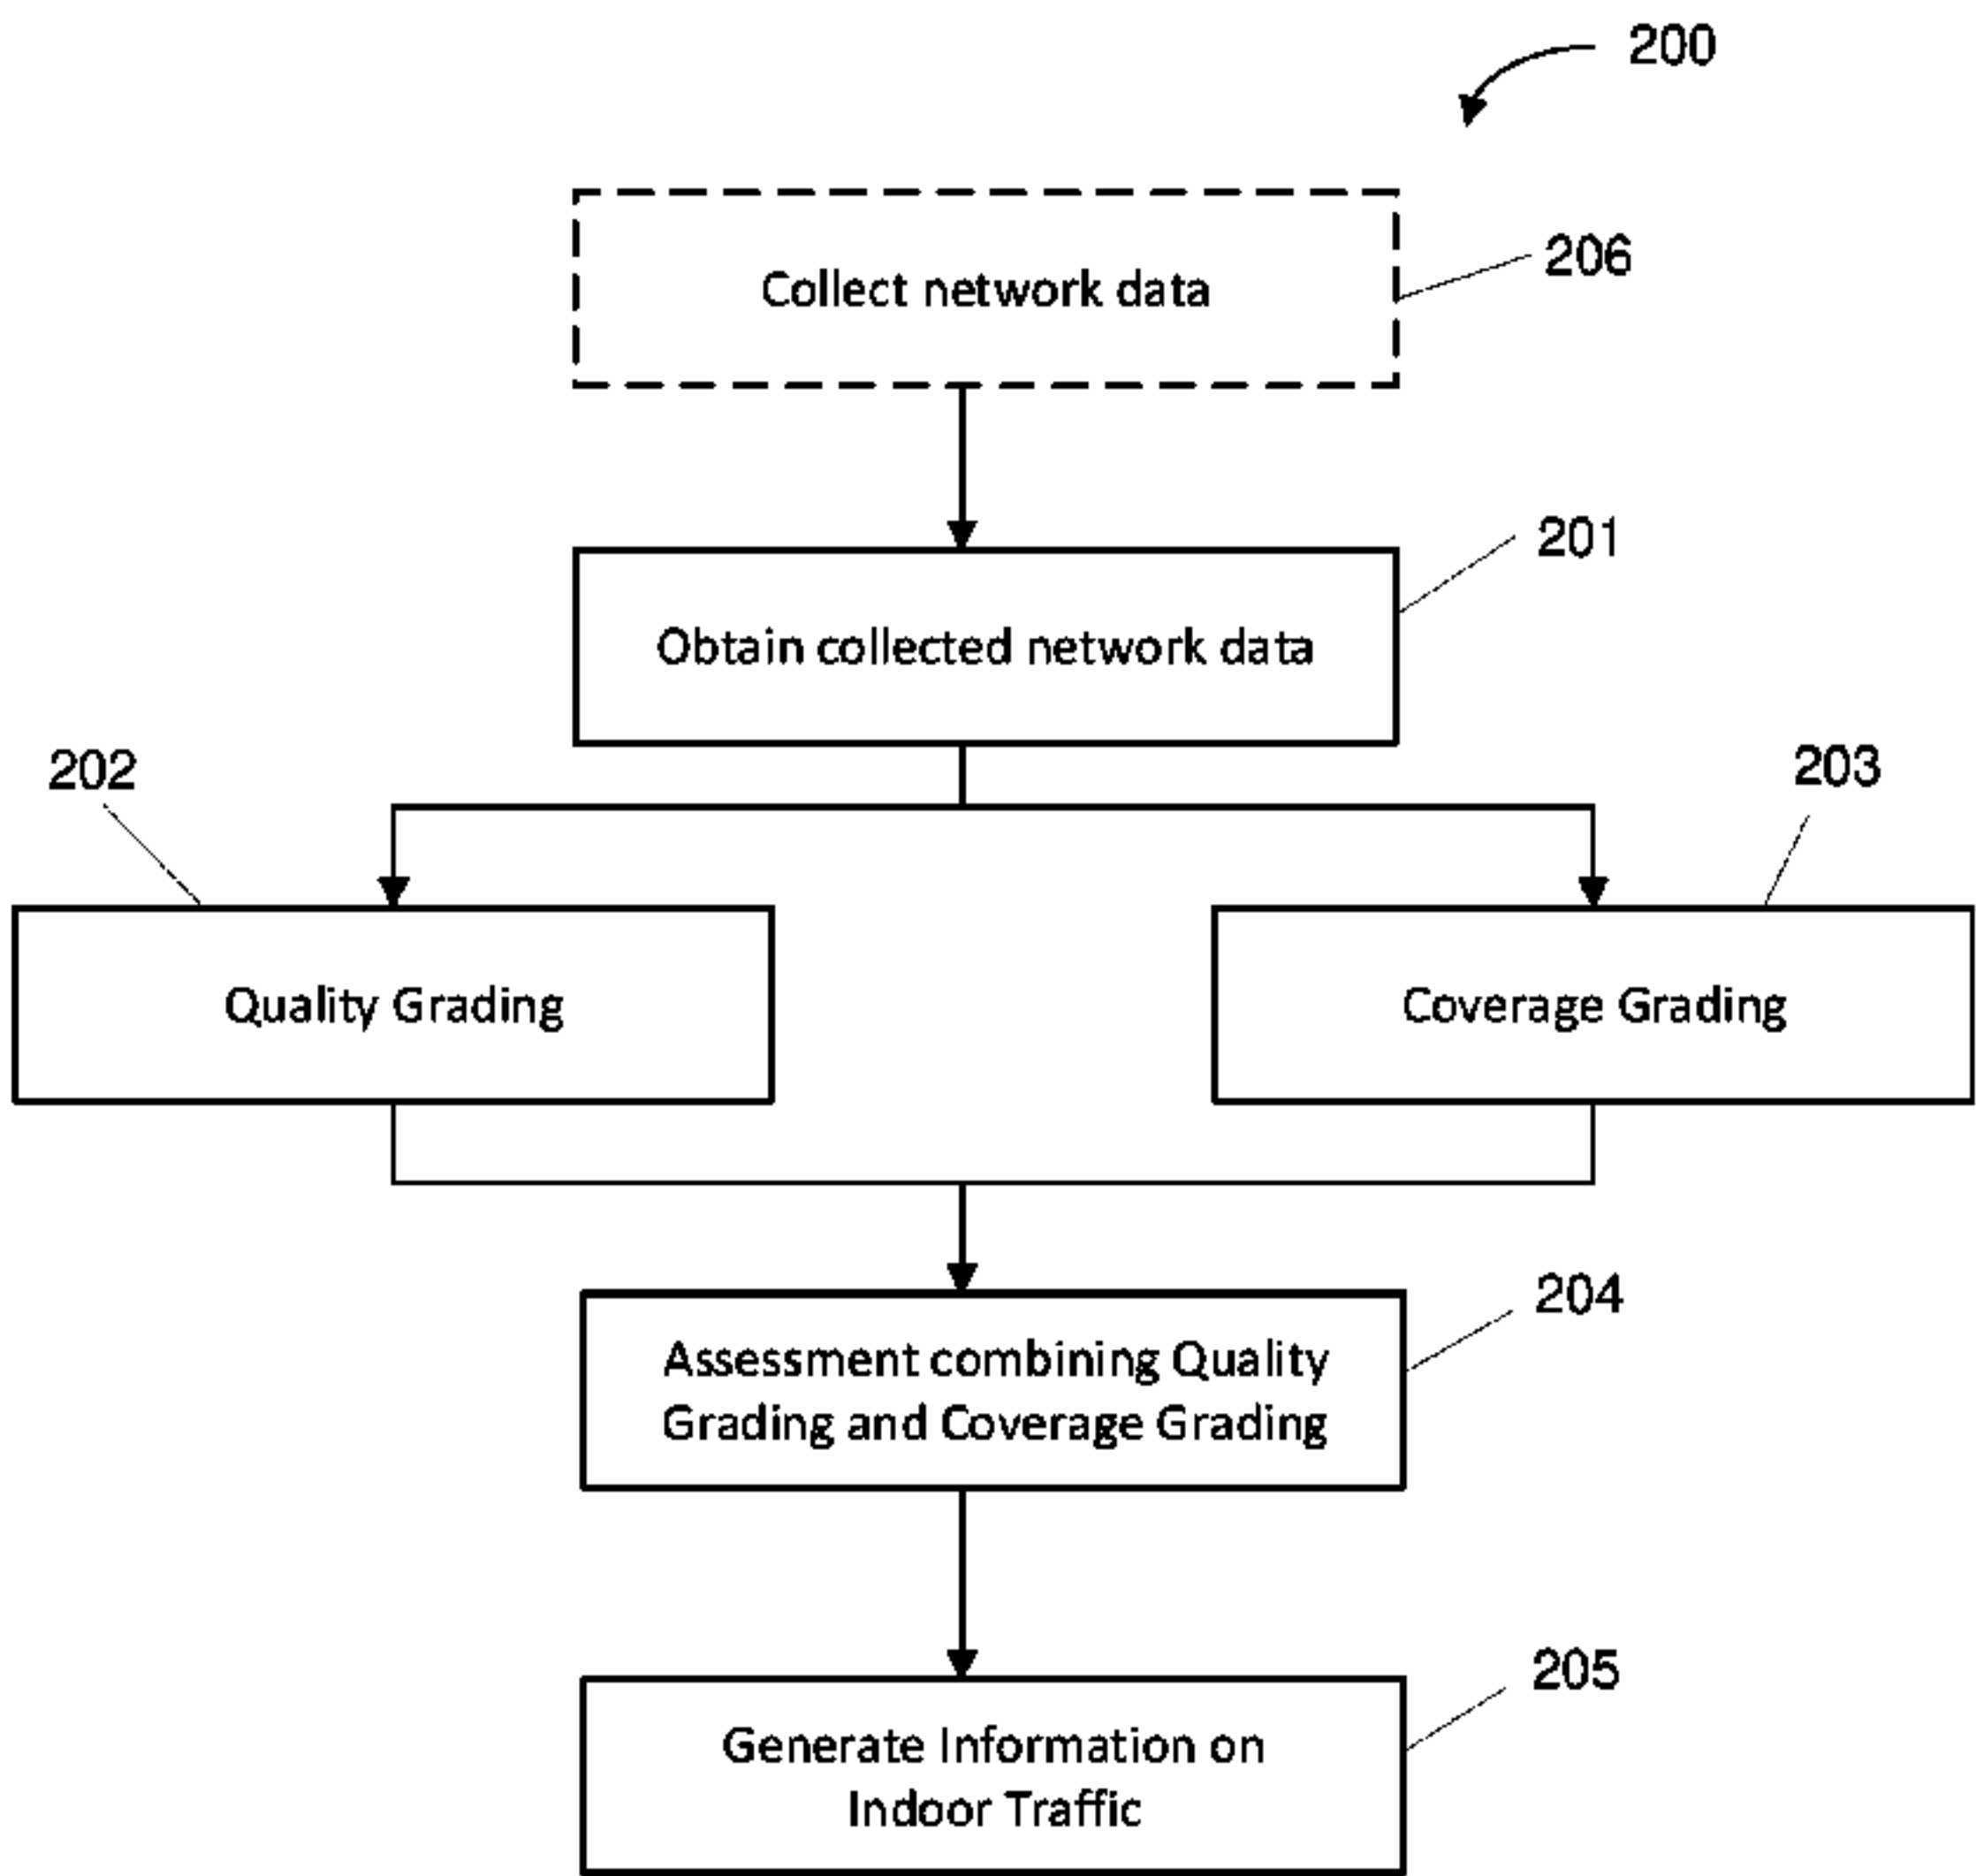 200
Collect network data
206
Obtain collected network data
201
202
203
Quality Grading
Coverage Grading
Assessment combining Quality
Grading and Coverage Grading
204
Generate Information on
Indoor Traffic
205